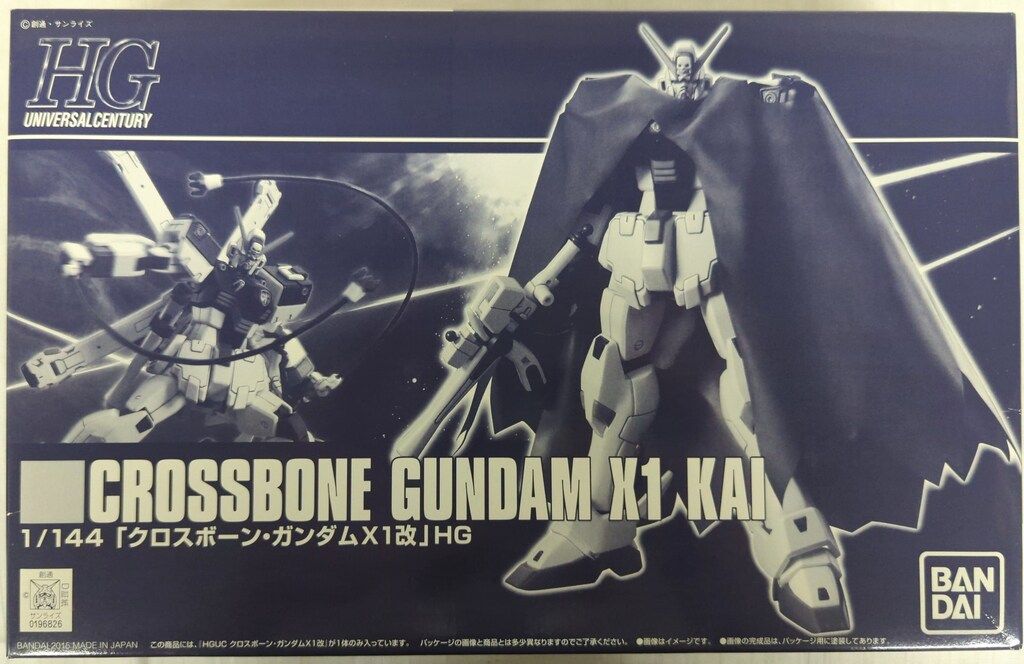 ©創通・サンライズ
HG
UNIVERSAL CENTURY
CROSSBONE GUNDAM X1 KAI
1/144「クロスボーン・ガンダムX1改」HG
創通
サンライズ
0196826
BAN
DAI
BANDAI 2016 MADE IN JAPAN
この商品には、「HGUC クロスボーン・ガンダムX1改」が1体のみ入っています。 パッケージの画像と商品とは多少異なりますのでご了承ください。 ●画像はイメージです。 ●画像の完成品は、パッケージ用に塗装してあります。